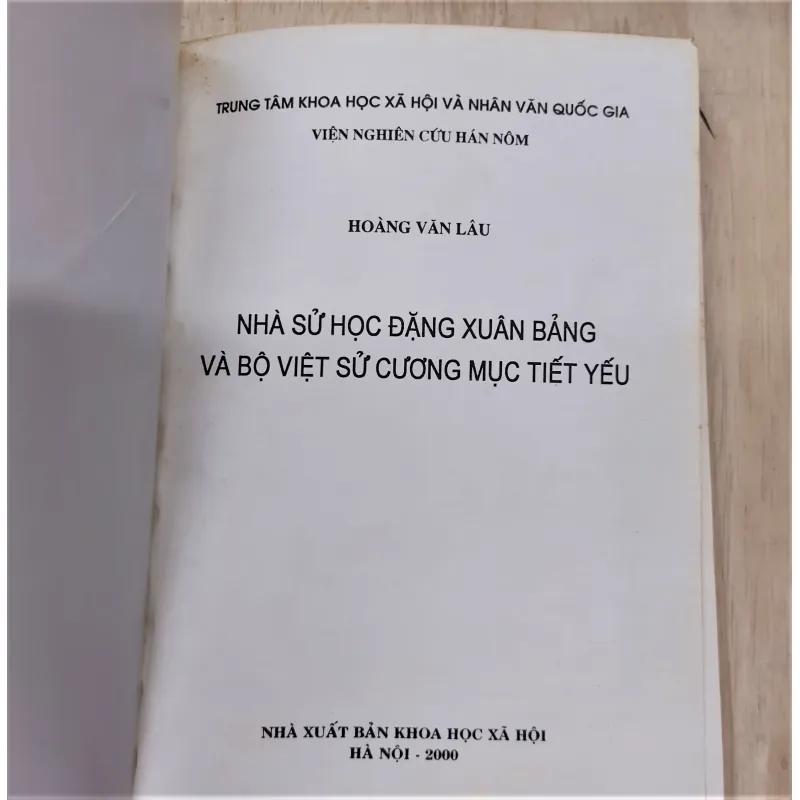 TRUNG TÂM KHOA HỌC XÃ HỘI VÀ NHÂN VĂN QUỐC GIA
VIỆN NGHIÊN CỨU HÁN NÔM
HOÀNG VĂN LÂU
NHÀ SỬ HỌC ĐẶNG XUÂN BẢNG
VÀ BỘ VIỆT SỬ CƯƠNG MỤC TIẾT YẾU
NHÀ XUẤT BẢN KHOA HỌC XÃ HỘI
HÀ NỘI - 2000